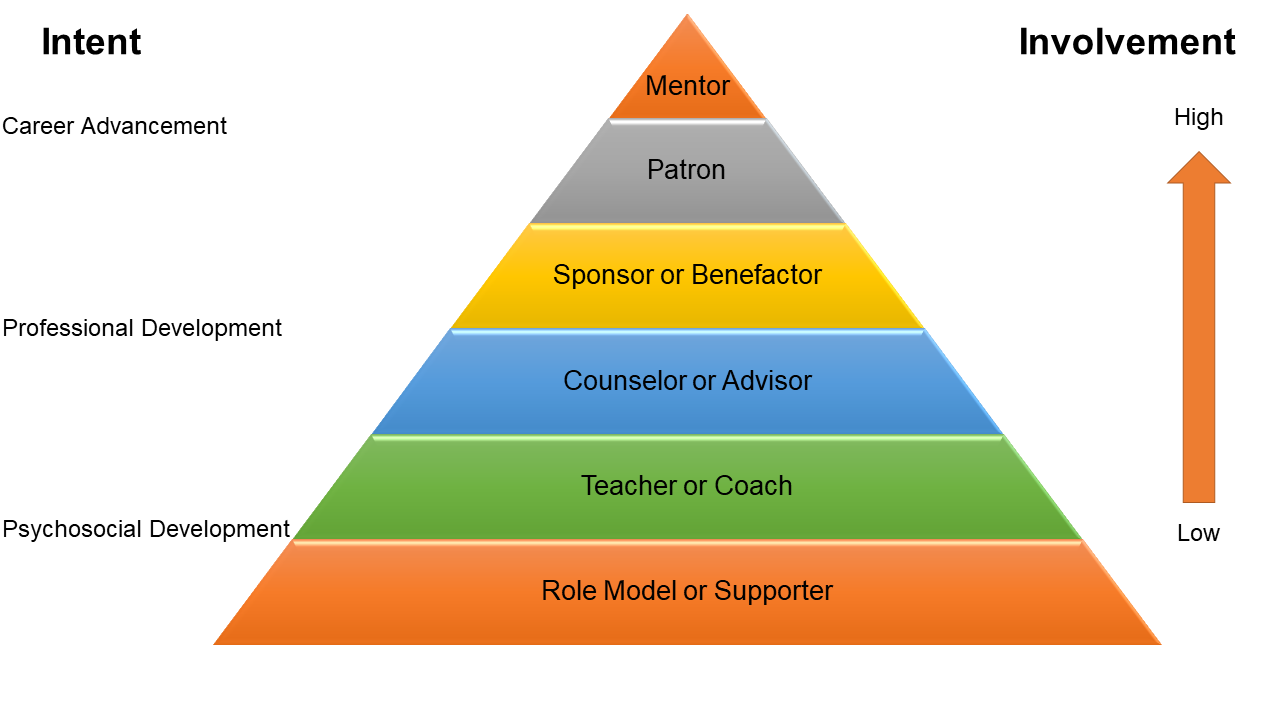 Intent
Involvement
Mentor
High
Career Advancement
Patron
Sponsor or Benefactor
Professional Development
Counselor or Advisor
Teacher or Coach
Psychosocial Development
Low
Role Model or Supporter